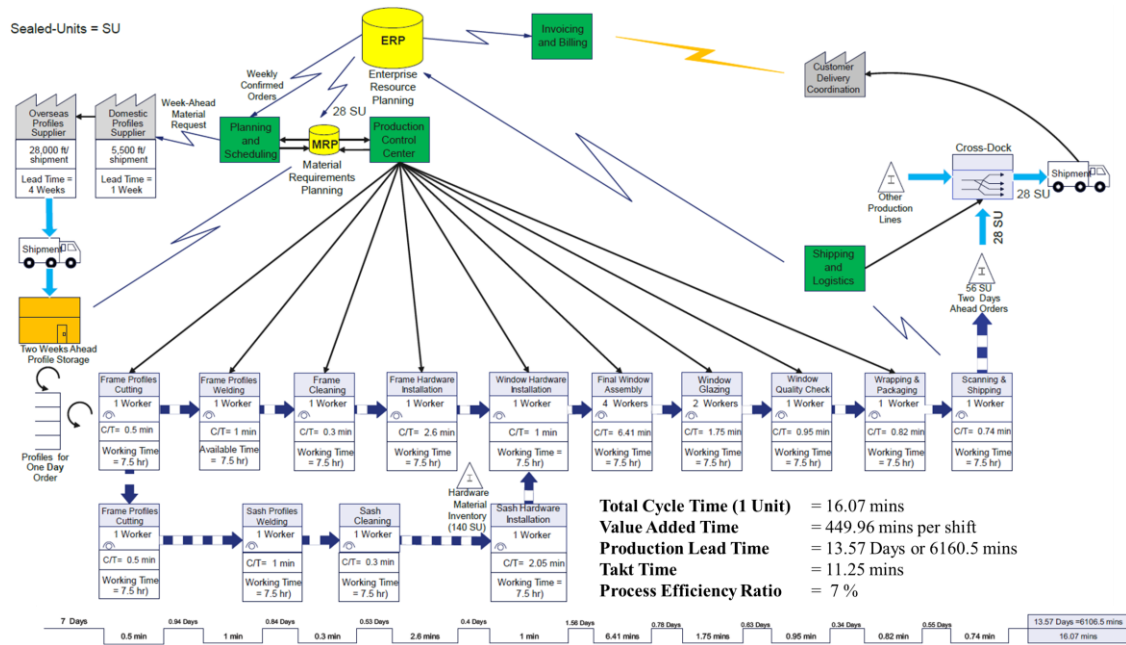 Sealed-Units = SU
ERP
Enterprise
Resource
Planning
Invoicing
and Billing
Customer
Delivery
Coordination
Weekly
Confirmed
Orders
Week-Ahead
Material
Request
28 SU
Overseas
Profiles
Supplier
28,000 ft/
shipment
Lead Time =
4 Weeks
Domestic
Profiles
Supplier
5,500 ft/
shipment
Lead Time =
1 Week
Planning
and
Scheduling
MRP
Material
Requirements
Planning
Production
Control
Center
Cross-Dock
Shipment
28 SU
I
Other
Production
Lines
28 SU
Shipping
and
Logistics
I
56 SU
Two Days
Ahead Orders
Shipment
Two Weeks Ahead
Profile Storage
Profiles for
One Day
Order
Frame Profiles
Cutting
1 Worker
C/T= 0.5 min
Working Time
= 7.5 hr)
Frame Profiles
Welding
1 Worker
C/T= 1 min
Available Time
= 7.5 hr)
Frame
Cleaning
1 Worker
C/T= 0.3 min
Working Time
= 7.5 hr)
Frame Hardware
Installation
1 Worker
C/T= 2.6 min
Working Time
= 7.5 hr)
Window Hardware
Installation
1 Worker
C/T= 1 min
Working Time =
7.5 hr)
Final Window
Assembly
4 Workers
C/T= 6.41 min
Working Time
= 7.5 hr)
Window
Glazing
2 Workers
C/T= 1.75 min
Working Time
= 7.5 hr)
Window
Quality Check
1 Worker
C/T= 0.95 min
Working Time
= 7.5 hr)
Wrapping &
Packaging
1 Worker
C/T= 0.82 min
Working Time
= 7.5 hr)
Scanning &
Shipping
1 Worker
C/T= 0.74 min
Working Time
= 7.5 hr)
Frame Profiles
Cutting
1 Worker
C/T= 0.5 min
Working Time
= 7.5 hr)
Sash Profiles
Welding
1 Worker
C/T= 1 min
Working Time
= 7.5 hr)
Sash
Cleaning
1 Worker
C/T= 0.3 min
Working Time
= 7.5 hr)
I
Hardware
Material
Inventory
(140 SU)
Sash Hardware
Installation
1 Worker
C/T= 2.05 min
Working Time =
7.5 hr)
Total Cycle Time (1 Unit) = 16.07 mins
Value Added Time = 449.96 mins per shift
Production Lead Time = 13.57 Days or 6160.5 mins
Takt Time = 11.25 mins
Process Efficiency Ratio = 7 %
7 Days 0.94 Days 0.84 Days 0.53 Days 0.4 Days 1.56 Days 0.78 Days 0.63 Days 0.34 Days 0.55 Days 13.57 Days =6106.5 mins
0.5 min 1 min 0.3 min 2.6 mins 1 min 6.41 min 1.75 min 0.95 min 0.82 min 0.74 min 16.07 min